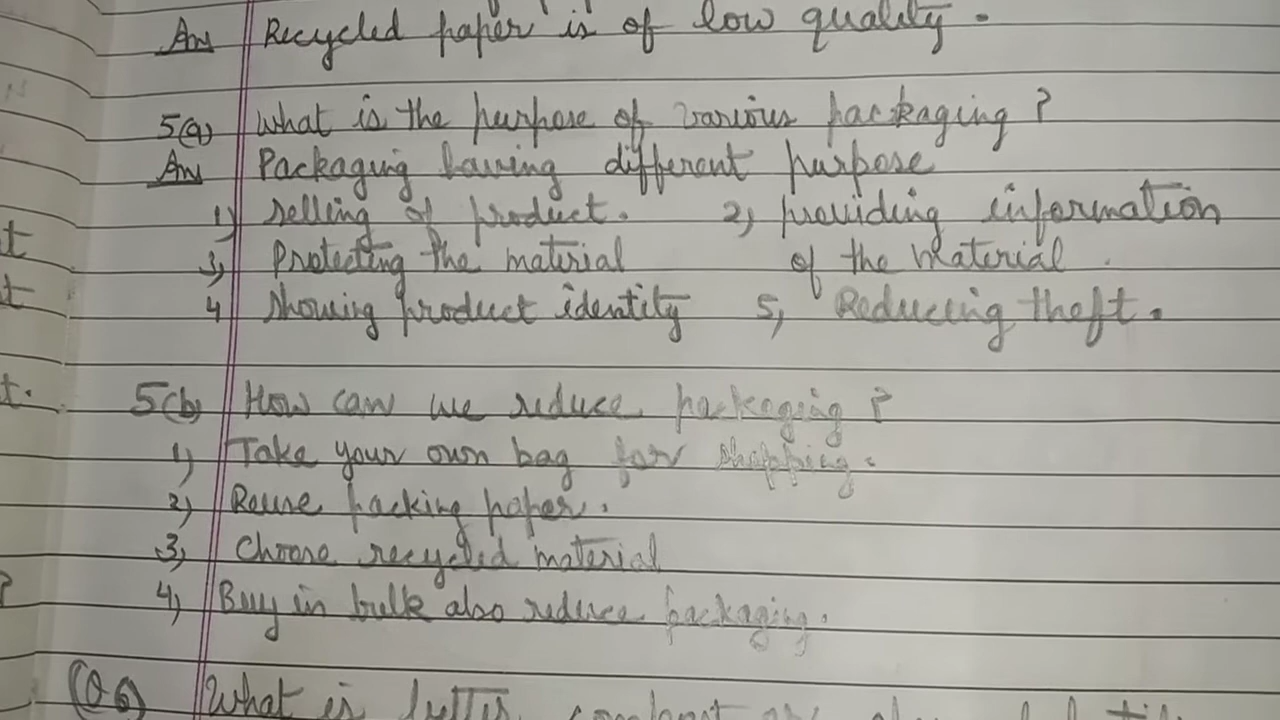 Ans Recycled paper is of low quality.
5(a) What is the purpose of various packaging?
Ans Packaging having different purpose
1) Selling of product. 2) providing information
3) Protecting the material of the material.
4 Showing product identity 5, Reducing theft.
5(b) How can we reduce packaging?
1) Take your own bag for shopping.
2) Reuse packing paper.
3) Choose recycled material
4) Buy in bulk also reduce packaging.
(Q6) What is